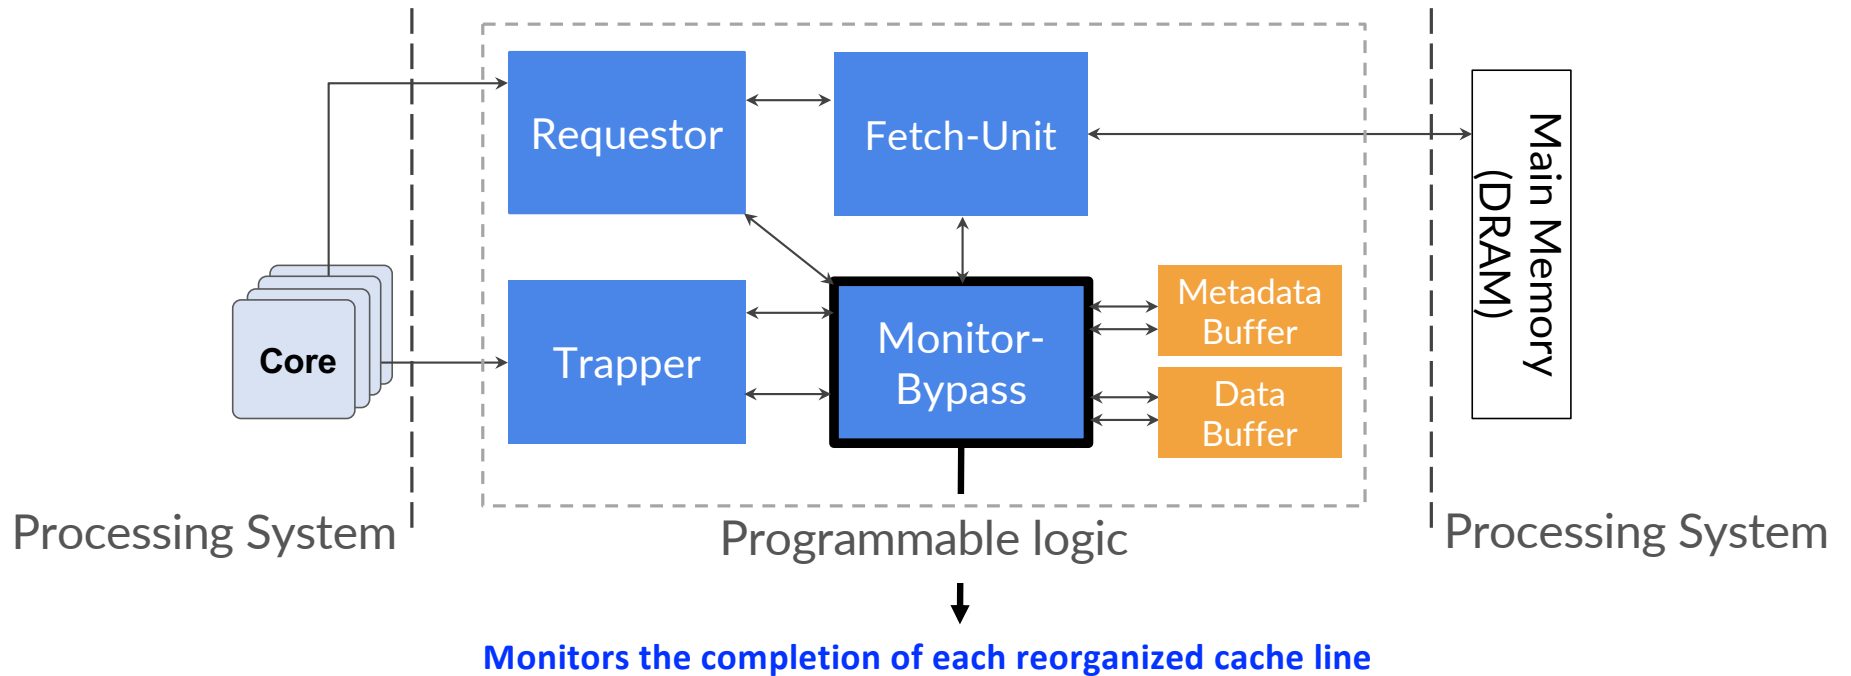 Requestor
Fetch-Unit
Main Memory
(DRAM)
Core
Trapper
Monitor-
Bypass
Metadata
Buffer
Data
Buffer
Processing System
Programmable logic
Processing System
Monitors the completion of each reorganized cache line